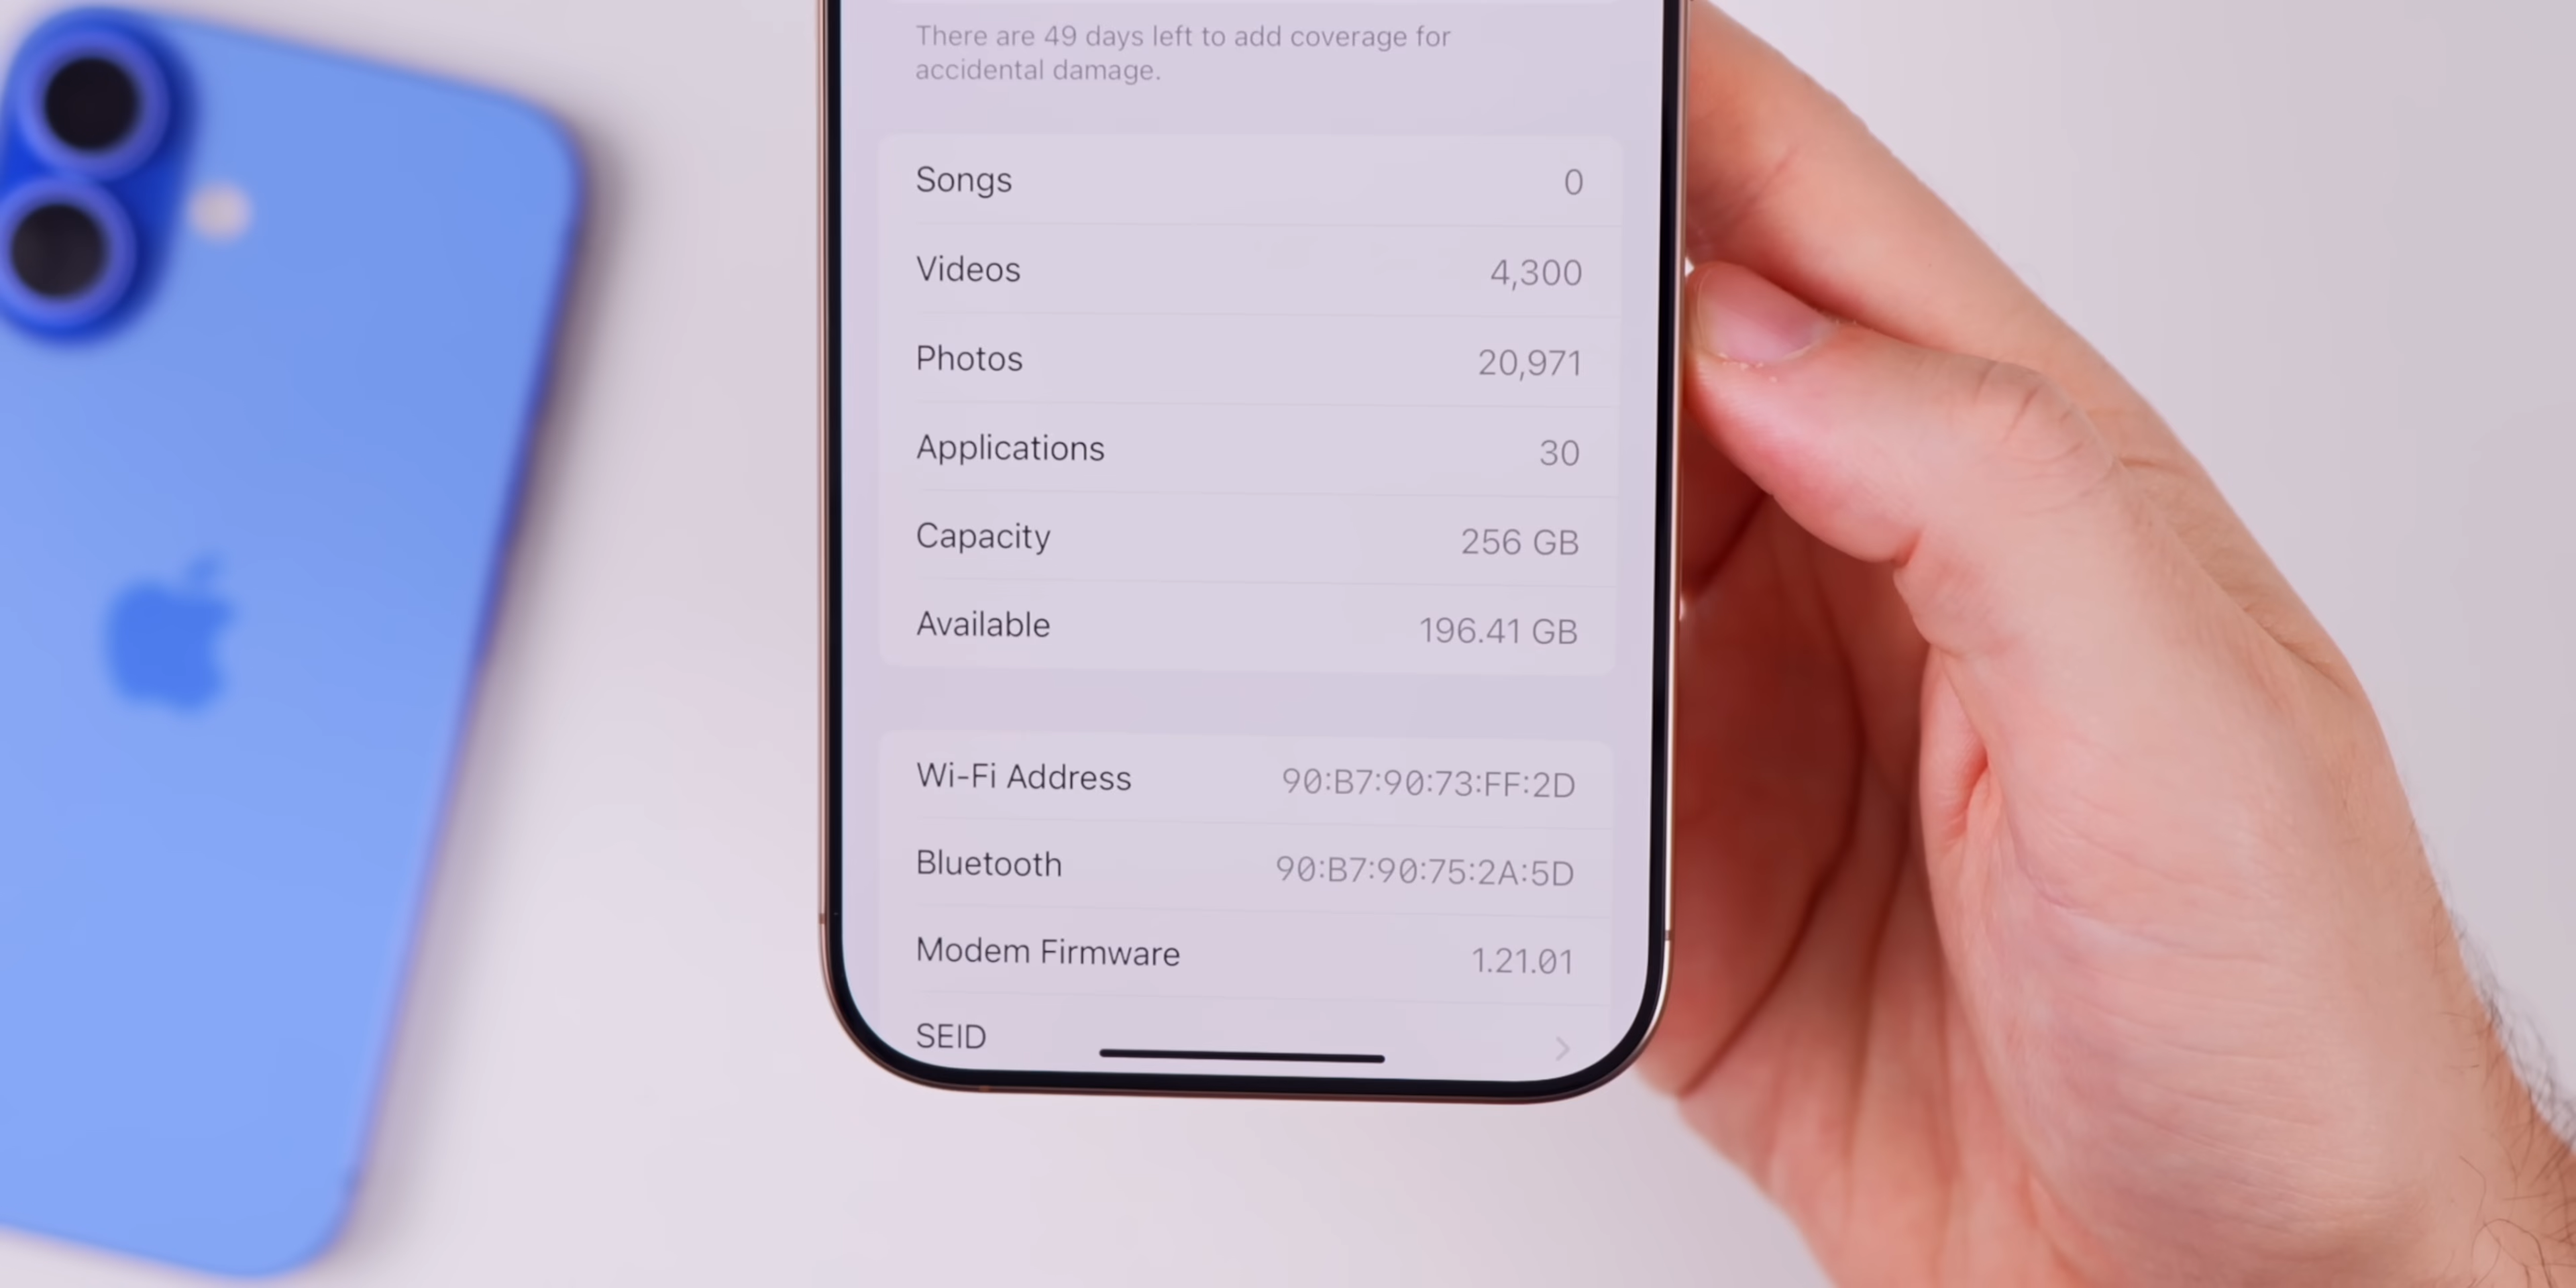 There are 49 days left to add coverage for
accidental damage.
Songs 0
Videos 4,300
Photos 20,971
Applications 30
Capacity 256 GB
Available 196.41 GB
Wi-Fi Address 90:B7:90:73:FF:2D
Bluetooth 90:B7:90:75:2A:5D
Modem Firmware 1.21.01
SEID